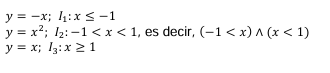 y = −x; I₁: x ≤ −1
y = x²; I₂: −1 < x < 1, es decir, (−1 < x) ∧ (x < 1)
y = x; I₃: x ≥ 1